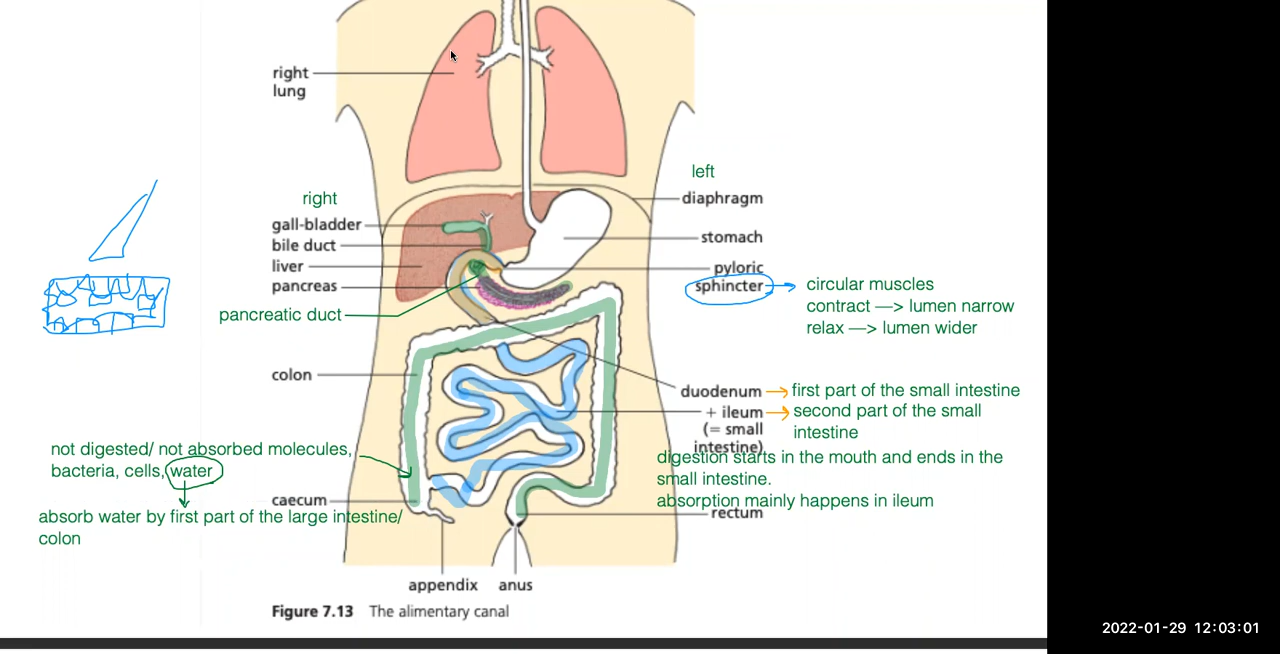 right
lung
left
right
diaphragm
gall-bladder
stomach
bile duct
liver
pyloric
sphincter
pancreas
circular muscles
contract —> lumen narrow
relax —> lumen wider
pancreatic duct
colon
duodenum
first part of the small intestine
+ ileum
second part of the small
intestine
(= small
intestine)
not digested/ not absorbed molecules,
bacteria, cells, water
digestion starts in the mouth and ends in the
small intestine.
absorption mainly happens in ileum
caecum
rectum
absorb water by first part of the large intestine/
colon
appendix
anus
Figure 7.13 The alimentary canal
2022-01-29 12:03:01